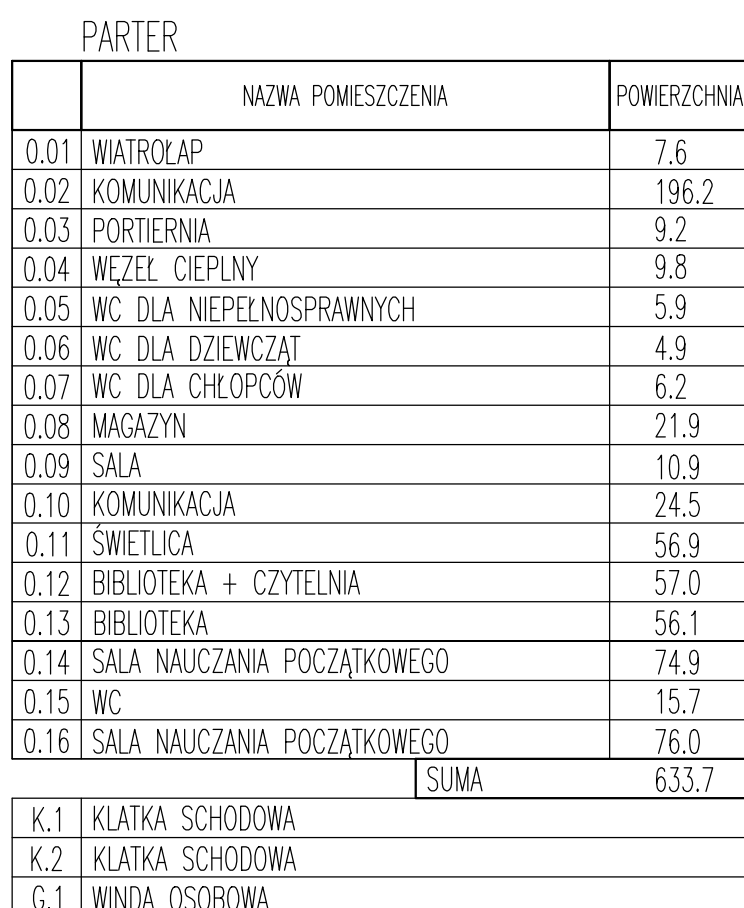 PARTER
NAZWA POMIESZCZENIA POWIERZCHNIA
0.01 WIATROŁAP 7.6
0.02 KOMUNIKACJA 196.2
0.03 PORTIERNIA 9.2
0.04 WĘZEŁ CIEPLNY 9.8
0.05 WC DLA NIEPEŁNOSPRAWNYCH 5.9
0.06 WC DLA DZIEWCZĄT 4.9
0.07 WC DLA CHŁOPCÓW 6.2
0.08 MAGAZYN 21.9
0.09 SALA 10.9
0.10 KOMUNIKACJA 24.5
0.11 ŚWIETLICA 56.9
0.12 BIBLIOTEKA + CZYTELNIA 57.0
0.13 BIBLIOTEKA 56.1
0.14 SALA NAUCZANIA POCZĄTKOWEGO 74.9
0.15 WC 15.7
0.16 SALA NAUCZANIA POCZĄTKOWEGO 76.0
SUMA 633.7
K.1 KLATKA SCHODOWA
K.2 KLATKA SCHODOWA
G.1 WINDA OSOBOWA